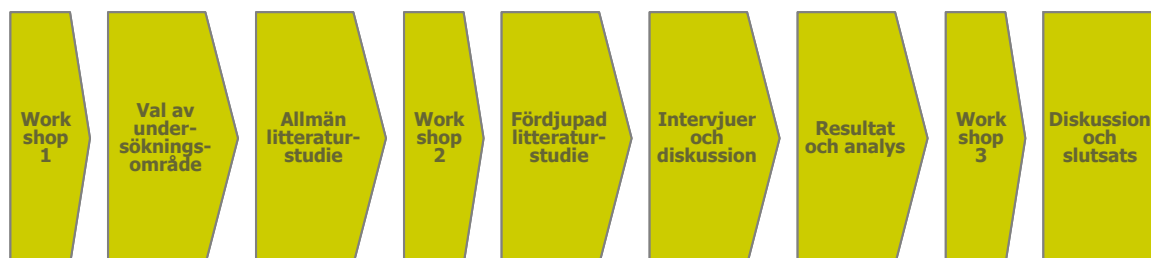 Work
shop
1
Val av
under-
söknings-
område
Allmän
litteratur-
studie
Work
shop
2
Fördjupad
litteratur-
studie
Intervjuer
och
diskussion
Resultat
och analys
Work
shop
3
Diskussion
och
slutsats